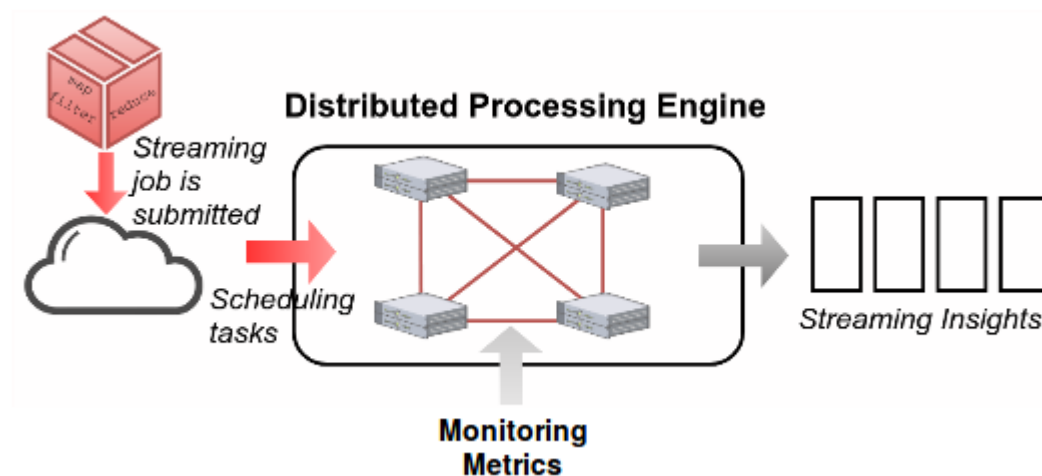 map
filter
reduce
Streaming
job is
submitted
Distributed Processing Engine
Scheduling
tasks
Streaming Insights
Monitoring
Metrics